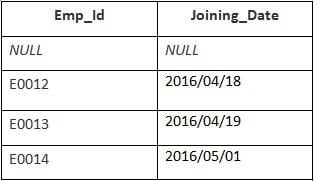 Emp_Id Joining_Date
NULL NULL
E0012 2016/04/18
E0013 2016/04/19
E0014 2016/05/01